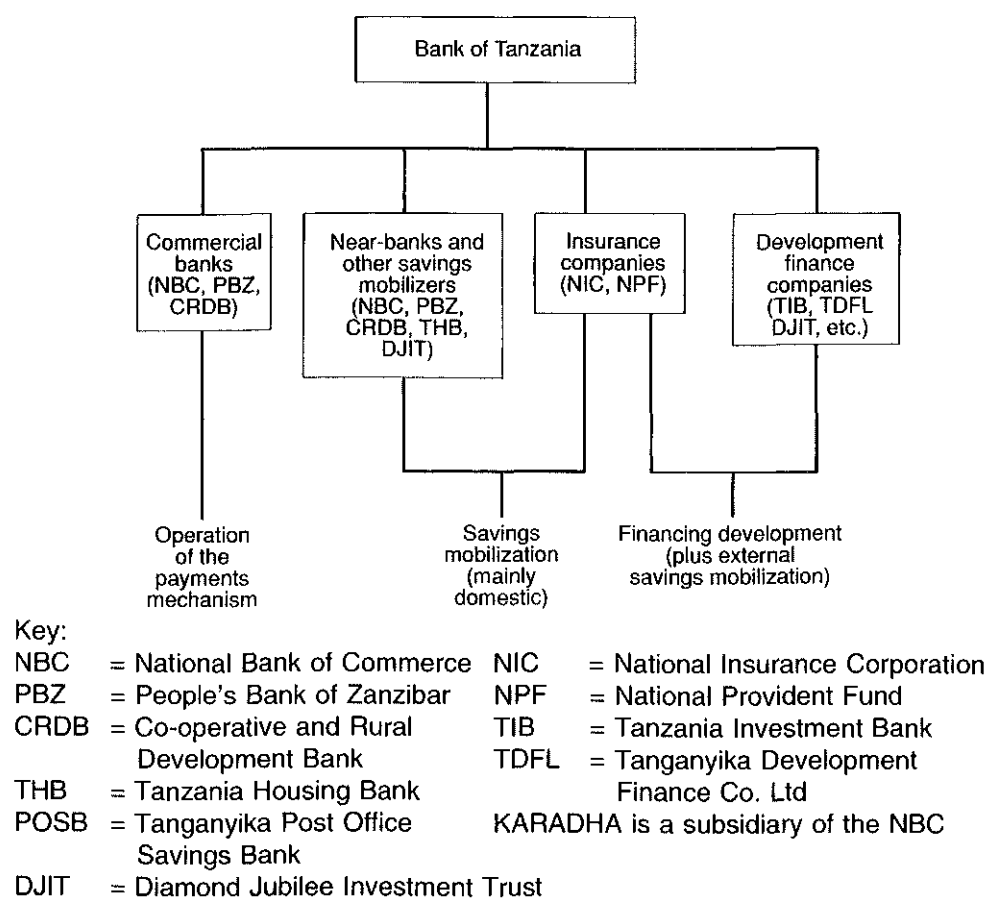 Bank of Tanzania
Commercial
banks
(NBC, PBZ,
CRDB)
Near-banks and
other savings
mobilizers
(NBC, PBZ,
CRDB, THB,
DJIT)
Insurance
companies
(NIC, NPF)
Development
finance
companies
(TIB, TDFL
DJIT, etc.)
Operation
of the
payments
mechanism
Savings
mobilization
(mainly
domestic)
Financing development
(plus external
savings mobilization)
Key:
NBC = National Bank of Commerce
PBZ = People's Bank of Zanzibar
CRDB = Co-operative and Rural
Development Bank
THB = Tanzania Housing Bank
POSB = Tanganyika Post Office
Savings Bank
DJIT = Diamond Jubilee Investment Trust
NIC = National Insurance Corporation
NPF = National Provident Fund
TIB = Tanzania Investment Bank
TDFL = Tanganyika Development
Finance Co. Ltd
KARADHA is a subsidiary of the NBC